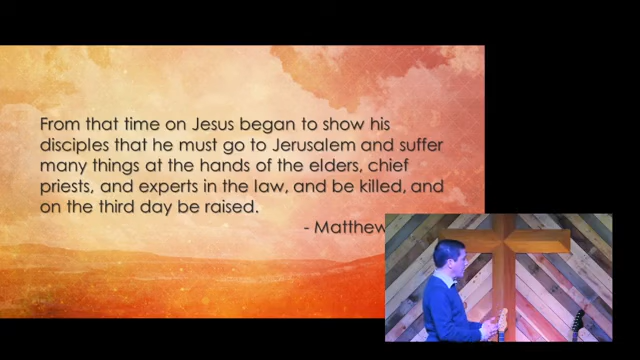 From that time on Jesus began to show his
disciples that he must go to Jerusalem and suffer
many things at the hands of the elders, chief
priests, and experts in the law, and be killed, and
on the third day be raised.
- Matthew